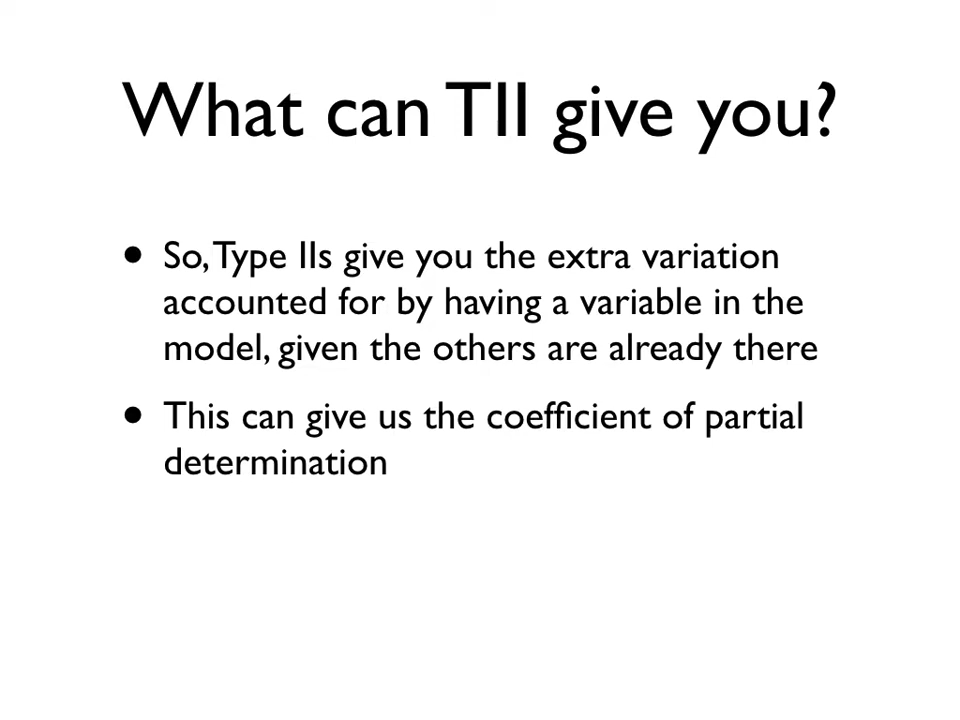 What can TII give you?
• So, Type IIs give you the extra variation
accounted for by having a variable in the
model, given the others are already there
• This can give us the coefficient of partial
determination